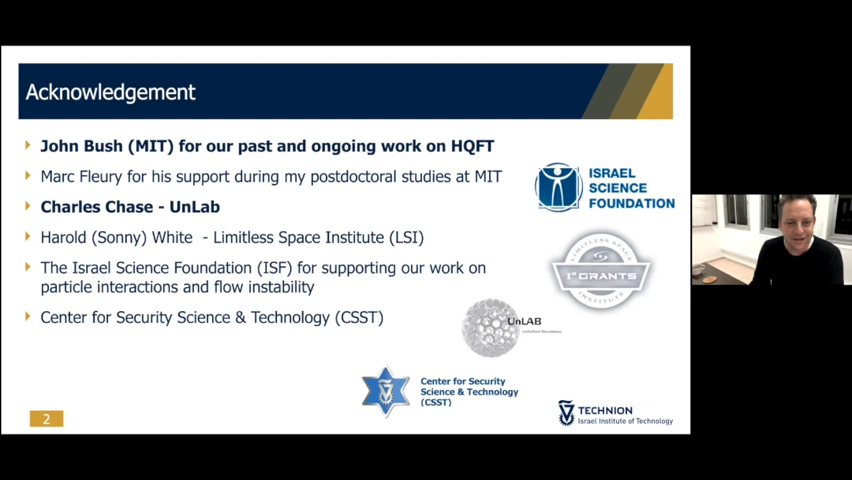 Acknowledgement
John Bush (MIT) for our past and ongoing work on HQFT
Marc Fleury for his support during my postdoctoral studies at MIT
Charles Chase - UnLab
Harold (Sonny) White - Limitless Space Institute (LSI)
The Israel Science Foundation (ISF) for supporting our work on
particle interactions and flow instability
Center for Security Science & Technology (CSST)
ISRAEL
SCIENCE
FOUNDATION
LIMITLESS SPACE
GRANTS
INSTITUTE
UnLAB
Center for Security
Science & Technology
(CSST)
TECHNION
Israel Institute of Technology
2